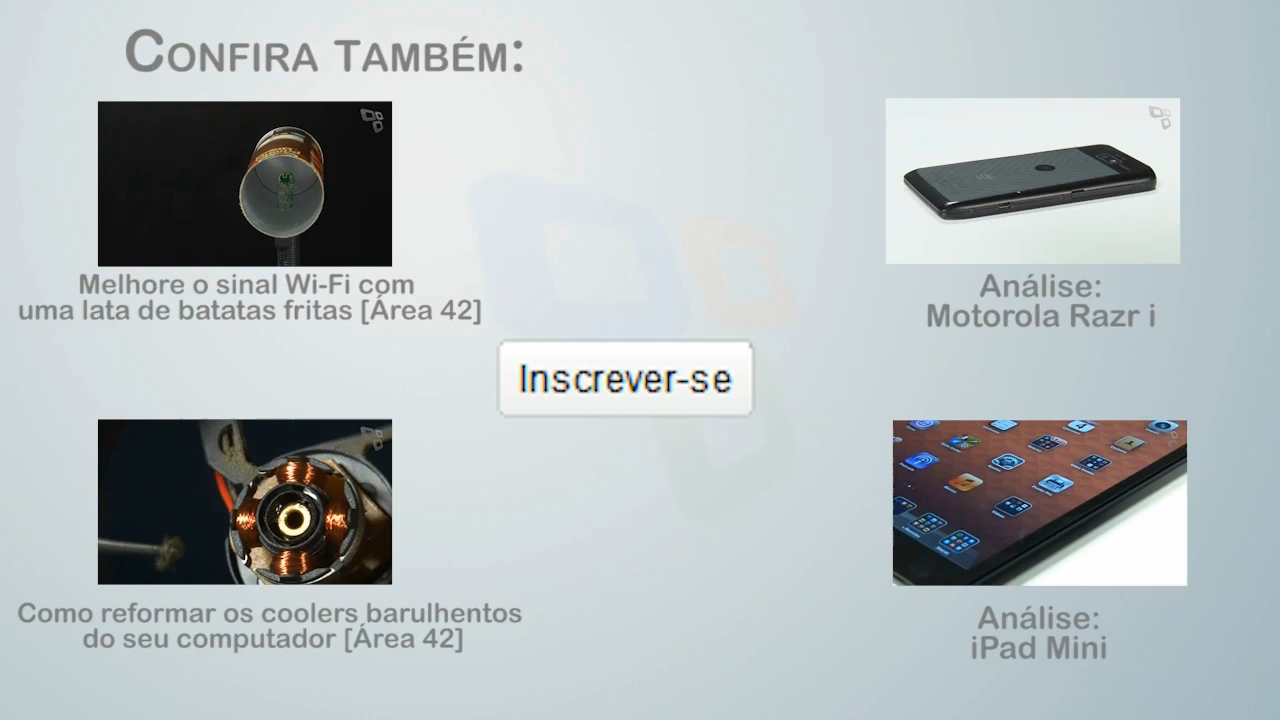 Confira Também:
Melhore o sinal Wi-Fi com
uma lata de batatas fritas [Área 42]
Análise:
Motorola Razr i
Inscrever-se
Como reformar os coolers barulhentos
do seu computador [Área 42]
Análise:
iPad Mini